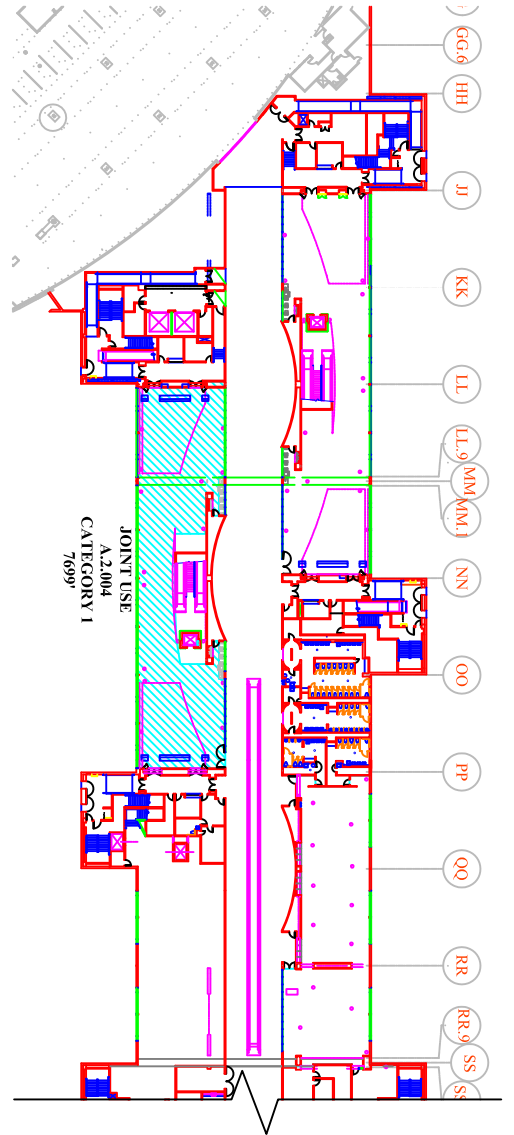 GG.6
HH
JJ
KK
LL
LL.9
MM
MM.1
NN
OO
PP
QQ
RR
RR.9
SS
JOINT USE
A.2.004
CATEGORY 1
7699'